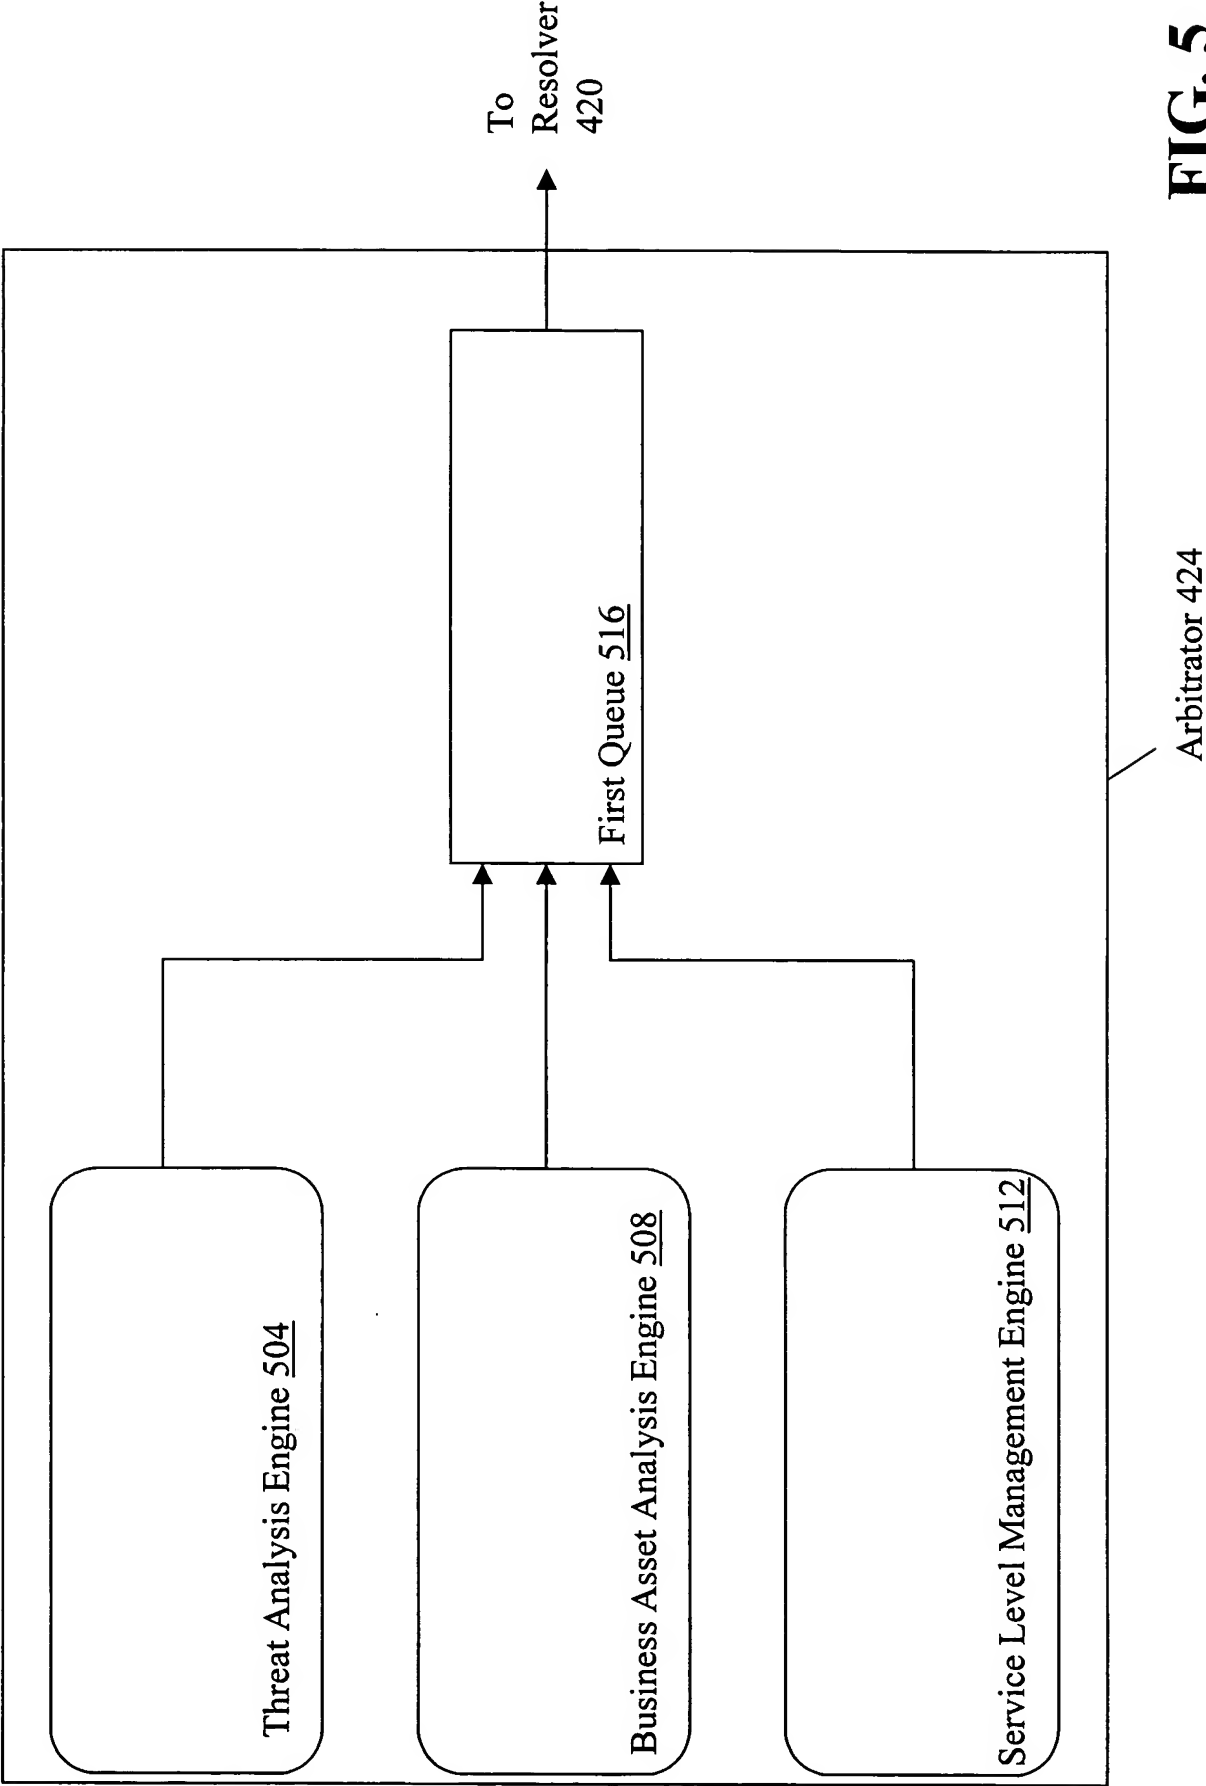 Threat Analysis Engine 504
Business Asset Analysis Engine 508
Service Level Management Engine 512
First Queue 516
To
Resolver
420
Arbitrator 424
FIG. 5